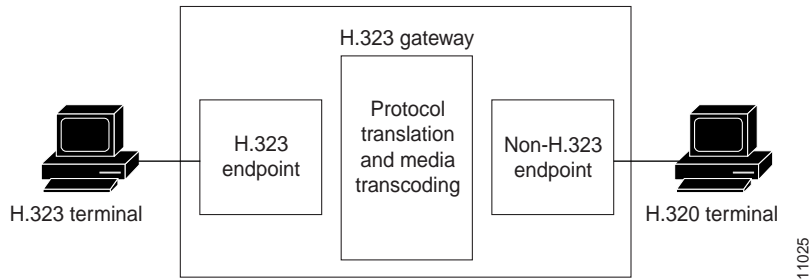 H.323 gateway
H.323
endpoint
Protocol
translation
and media
transcoding
Non-H.323
endpoint
H.323 terminal
H.320 terminal
11025